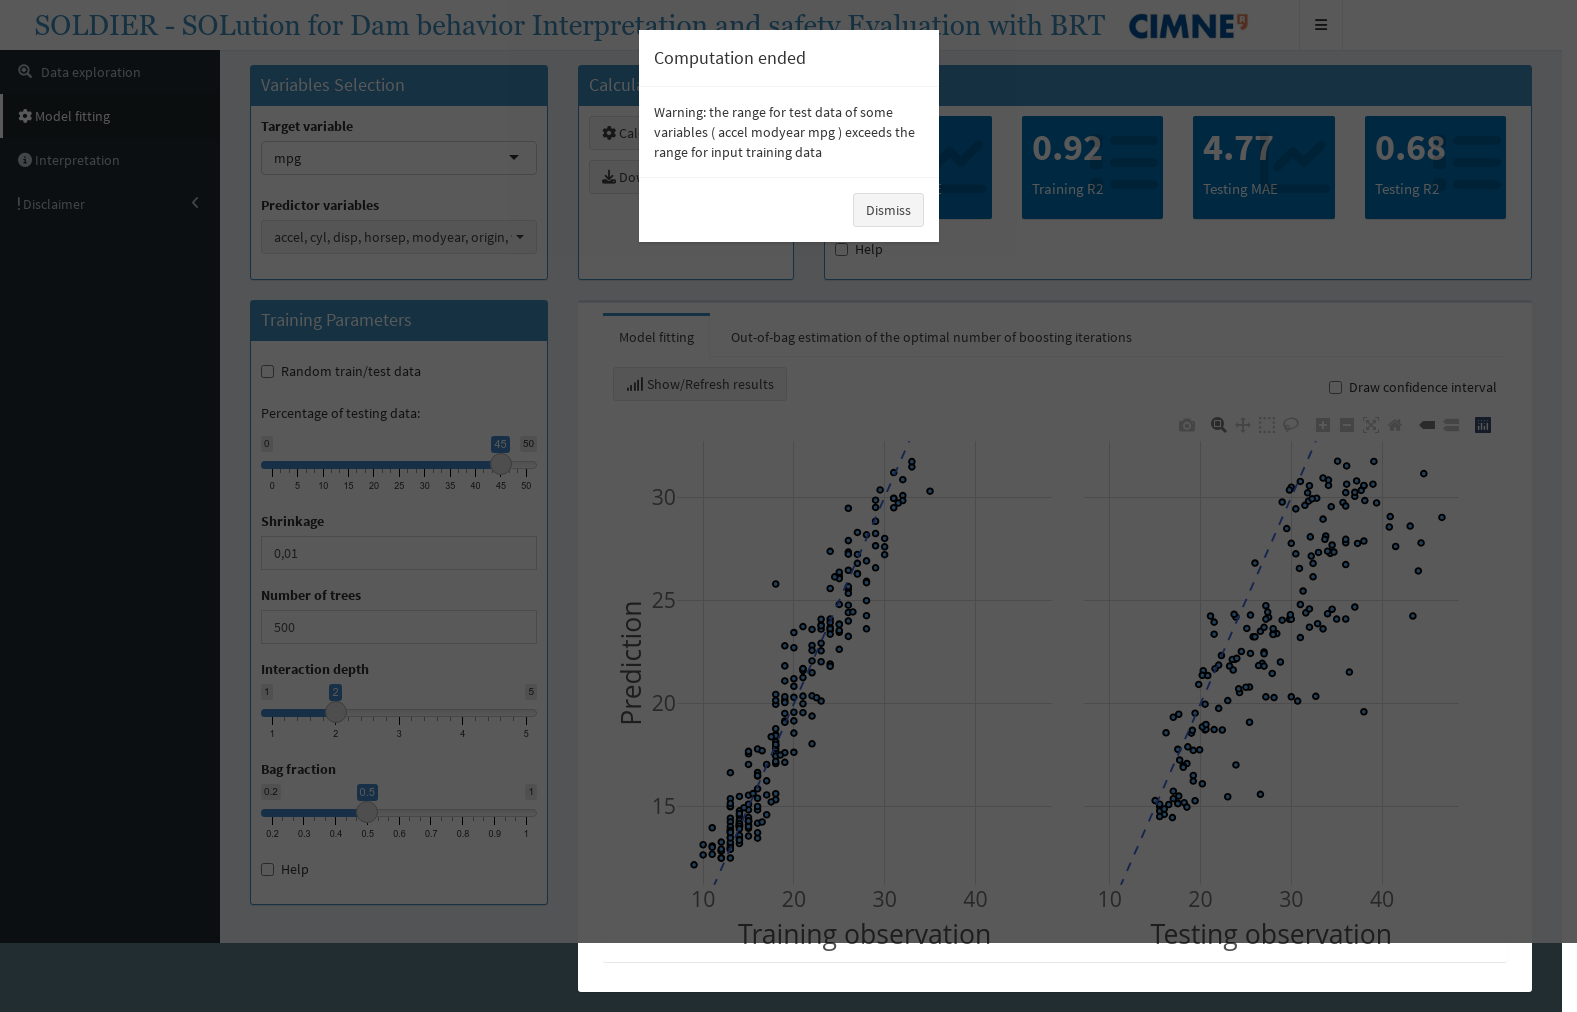 SOLDIER - SOLution for Dam behavior Interpretation and safety Evaluation with BRT
CIMNE
Data exploration
Model fitting
Interpretation
! Disclaimer
Variables Selection
Target variable
mpg
Predictor variables
accel, cyl, disp, horsep, modyear, origin,
Computation ended
Warning: the range for test data of some
variables ( accel modyear mpg ) exceeds the
range for input training data
Dismiss
0.92
Training R2
4.77
Testing MAE
0.68
Testing R2
Help
Training Parameters
Random train/test data
Percentage of testing data:
0 45 50
0 5 10 15 20 25 30 35 40 45 50
Shrinkage
0,01
Number of trees
500
Interaction depth
1 2 5
1 2 3 4 5
Bag fraction
0.2 0.5 1
0.2 0.3 0.4 0.5 0.6 0.7 0.8 0.9 1
Help
Model fitting
Out-of-bag estimation of the optimal number of boosting iterations
Show/Refresh results
Draw confidence interval
Prediction
30
25
20
15
10 20 30 40
10 20 30 40
Training observation
Testing observation